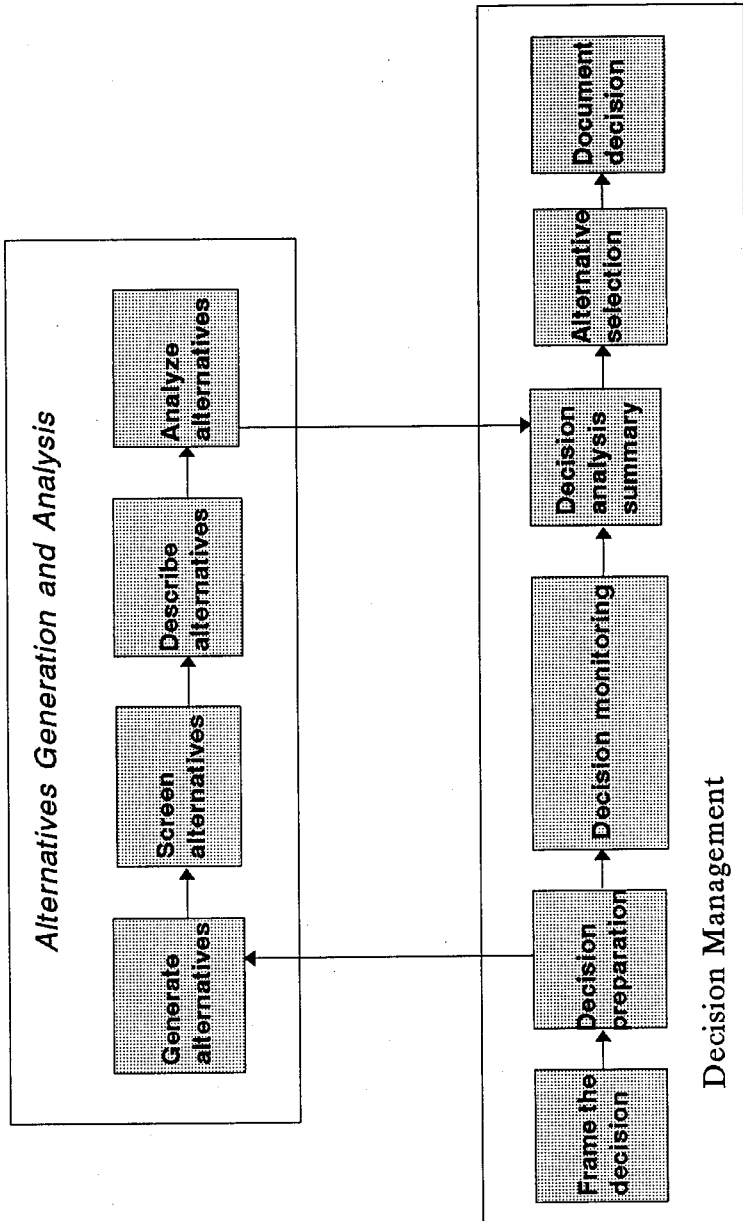 Alternatives Generation and Analysis
Generate
alternatives
Screen
alternatives
Describe
alternatives
Analyze
alternatives
Frame the
decision
Decision
preparation
Decision monitoring
Decision
analysis
summary
Alternative
selection
Document
decision
Decision Management